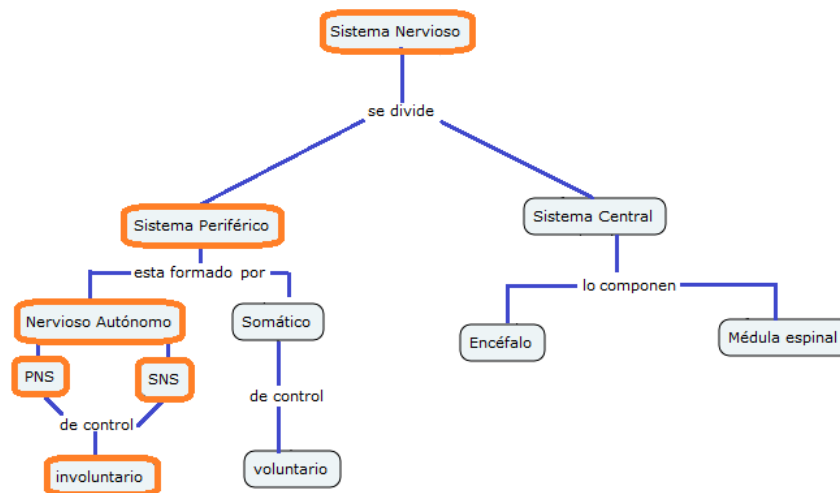 Sistema Nervioso
se divide
Sistema Periférico
Sistema Central
esta formado por
lo componen
Nervioso Autónomo
Somático
Encéfalo
Médula espinal
PNS
SNS
de control
de control
involuntario
voluntario